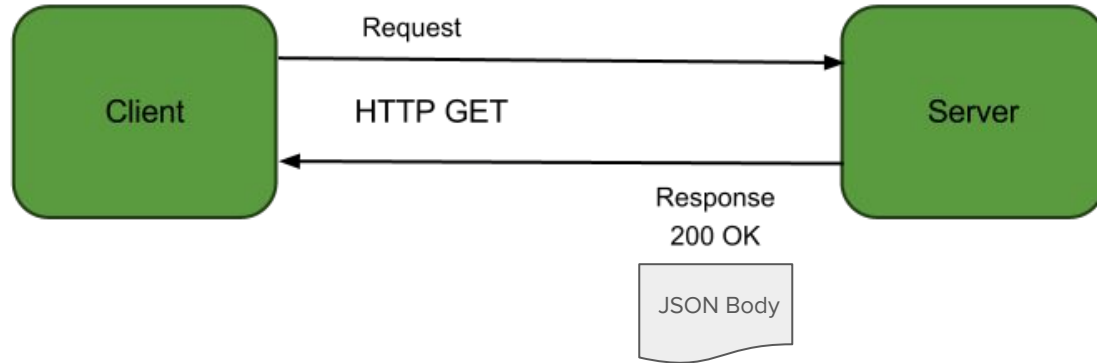 Request
Client
HTTP GET
Server
Response
200 OK
JSON Body